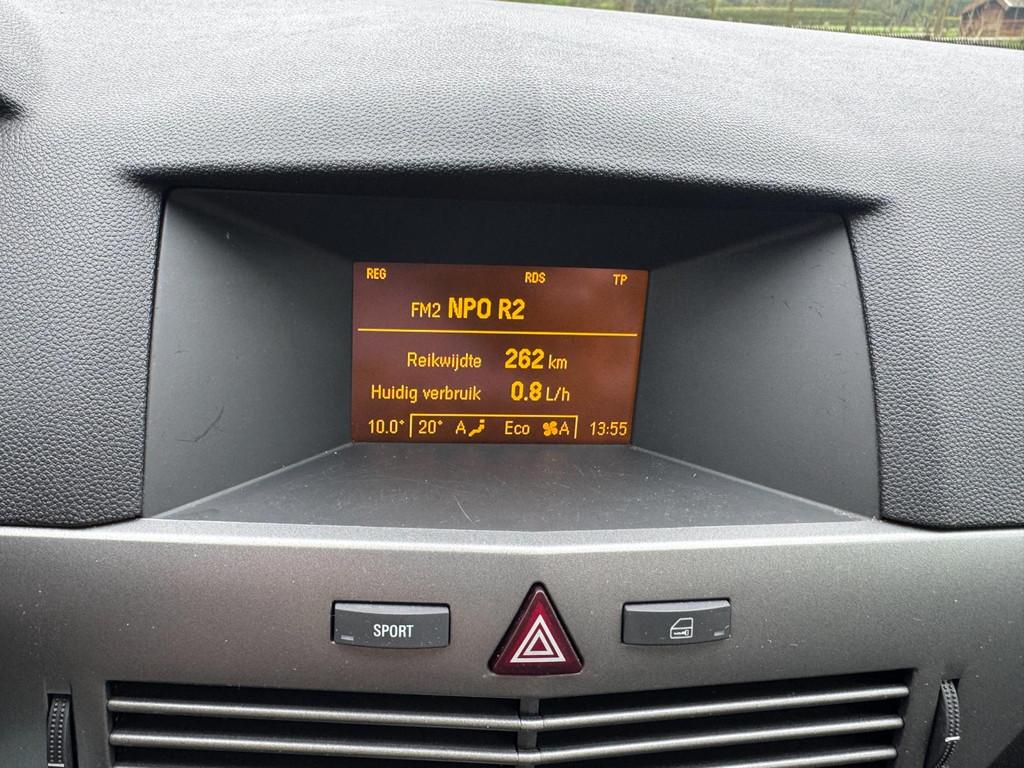 REG RDS TP
FM2 NPO R2
Reikwijdte 262 km
Huidig verbruik 0.8 L/h
10.0° 20° A Eco A 13:55
SPORT